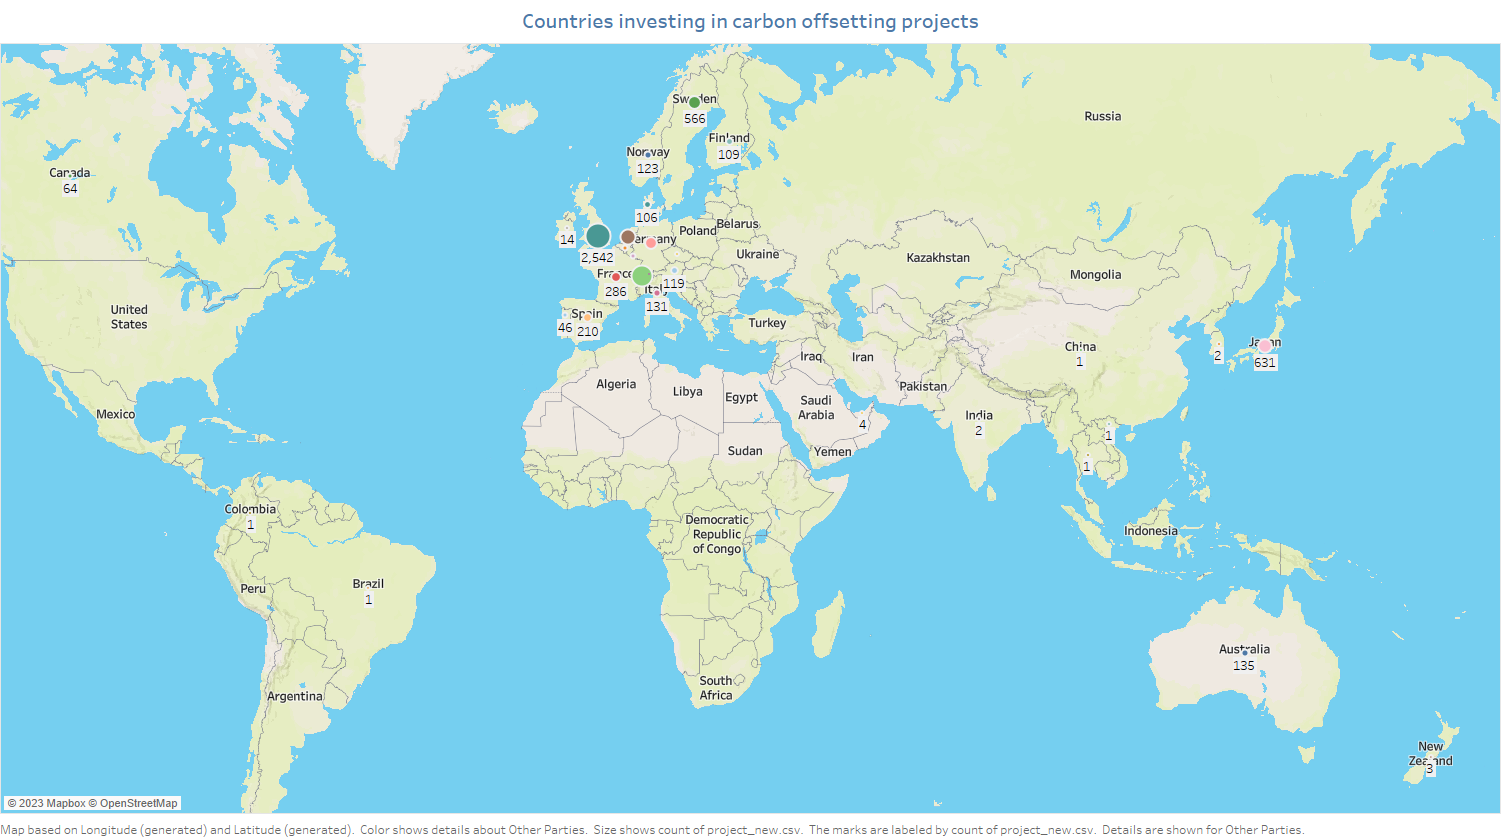 Countries investing in carbon offsetting projects
Sweden
566
Russia
Finland
109
Norway
123
Canada
64
106
14
2,542
Germany
Poland
Belarus
Ukraine
Kazakhstan
Mongolia
France
286
Italy
119
131
Spain
46
210
United
States
Turkey
Iraq
Iran
China
1
2
Japan
631
Algeria
Libya
Egypt
Pakistan
Saudi
Arabia
4
India
2
Mexico
Sudan
Yemen
1
1
Colombia
1
Democratic
Republic
of Congo
Indonesia
Peru
Brazil
1
Australia
135
South
Africa
Argentina
New
Zealand
3
© 2023 Mapbox © OpenStreetMap
Map based on Longitude (generated) and Latitude (generated). Color shows details about Other Parties. Size shows count of project_new.csv. The marks are labeled by count of project_new.csv. Details are shown for Other Parties.